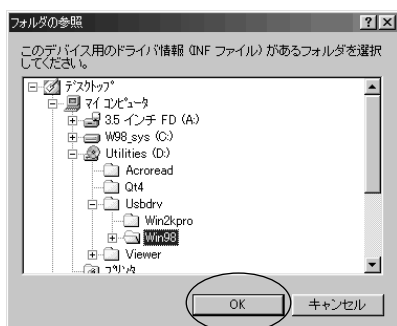 フォルダの参照
このデバイス用のドライバ情報 (INF ファイル) があるフォルダを選択
してください。
デスクトップ
マイ コンピュータ
3.5 インチ FD (A:)
W98_sys (C:)
Utilities (D:)
Acroread
Qt4
Usbdrv
Win2kpro
Win98
Viewer
プリンタ
OK キャンセル